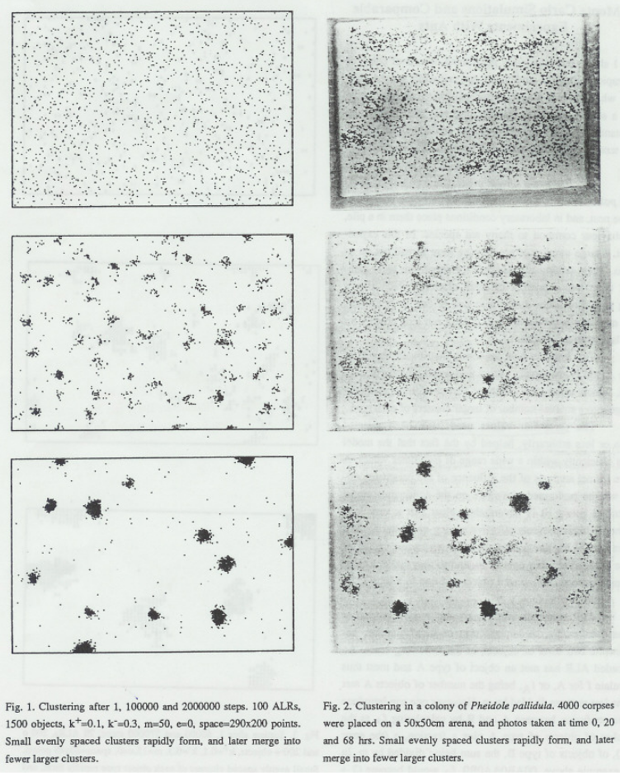 Fig. 1. Clustering after 1, 100000 and 2000000 steps. 100 ALRs,
1500 objects, k+=0.1, k-=0.3, m=50, e=0, space=290x200 points.
Small evenly spaced clusters rapidly form, and later merge into
fewer larger clusters.
Fig. 2. Clustering in a colony of Pheidole pallidula. 4000 corpses
were placed on a 50x50cm arena, and photos taken at time 0, 20
and 68 hrs. Small evenly spaced clusters rapidly form, and later
merge into fewer larger clusters.